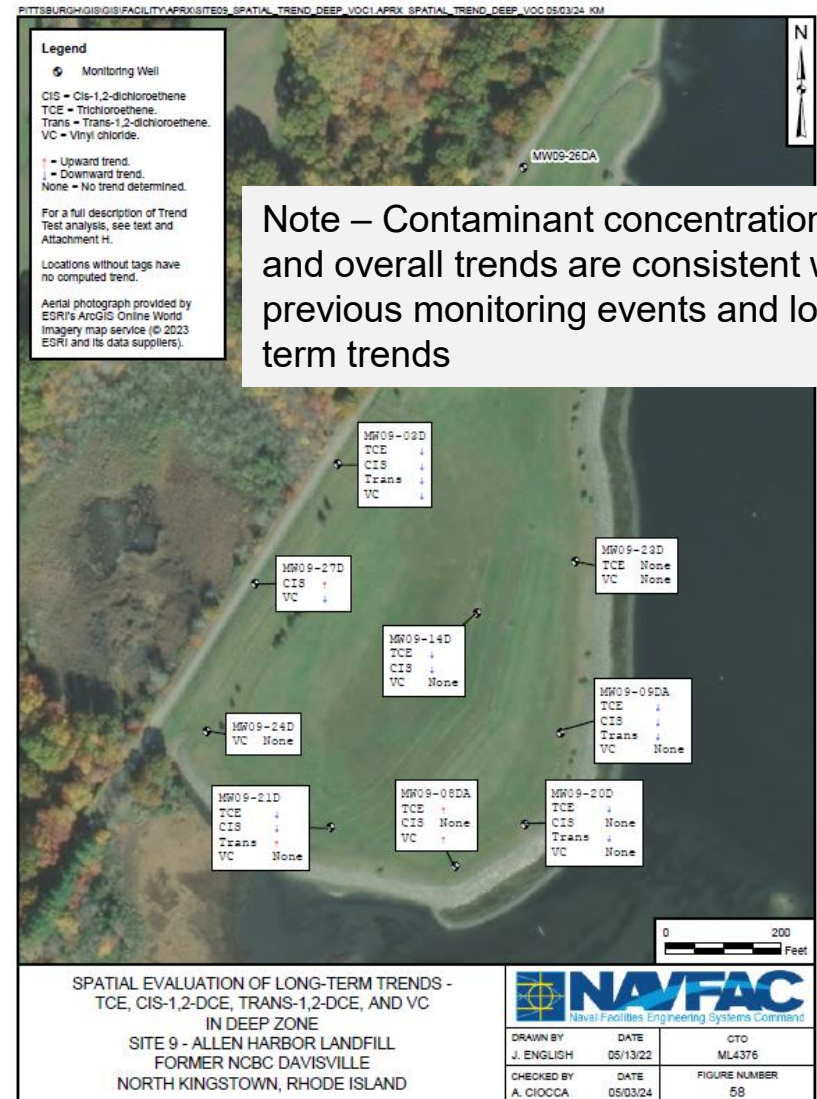 PITTSBURGH\GIS\GIS\FACILITY\APRX\SITE09_SPATIAL_TREND_DEEP_VOC1.APRX SPATIAL_TREND_DEEP_VOC 05/03/24 KM
Legend
Monitoring Well
CIS = Cis-1,2-dichloroethene
TCE = Trichloroethene.
Trans = Trans-1,2-dichloroethene.
VC = Vinyl chloride.
↑ = Upward trend.
↓ = Downward trend.
None = No trend determined.
For a full description of Trend
Test analysis, see text and
Attachment H.
Locations without tags have
no computed trend.
Aerial photograph provided by
ESRI's ArcGIS Online World
Imagery map service (© 2023
ESRI and its data suppliers).
N
MW09-26DA
Note – Contaminant concentration
and overall trends are consistent
previous monitoring events and
term trends
MW09-03D
TCE ↓
CIS ↓
Trans ↓
VC ↓
MW09-23D
TCE None
VC None
MW09-27D
CIS ↑
VC ↓
MW09-14D
TCE ↓
CIS ↓
VC None
MW09-09DA
TCE ↓
CIS ↓
Trans ↓
VC None
MW09-24D
VC None
MW09-21D
TCE ↓
CIS ↓
Trans ↑
VC None
MW09-08DA
TCE ↑
CIS None
VC ↑
MW09-20D
TCE ↓
CIS None
Trans ↓
VC None
0 200
Feet
SPATIAL EVALUATION OF LONG-TERM TRENDS -
TCE, CIS-1,2-DCE, TRANS-1,2-DCE, AND VC
IN DEEP ZONE
SITE 9 - ALLEN HARBOR LANDFILL
FORMER NCBC DAVISVILLE
NORTH KINGSTOWN, RHODE ISLAND
NAVFAC
Naval Facilities Engineering Systems Command
DRAWN BY DATE CTO
J. ENGLISH 05/13/22 ML4376
CHECKED BY DATE FIGURE NUMBER
A. CIOCCA 05/03/24 58